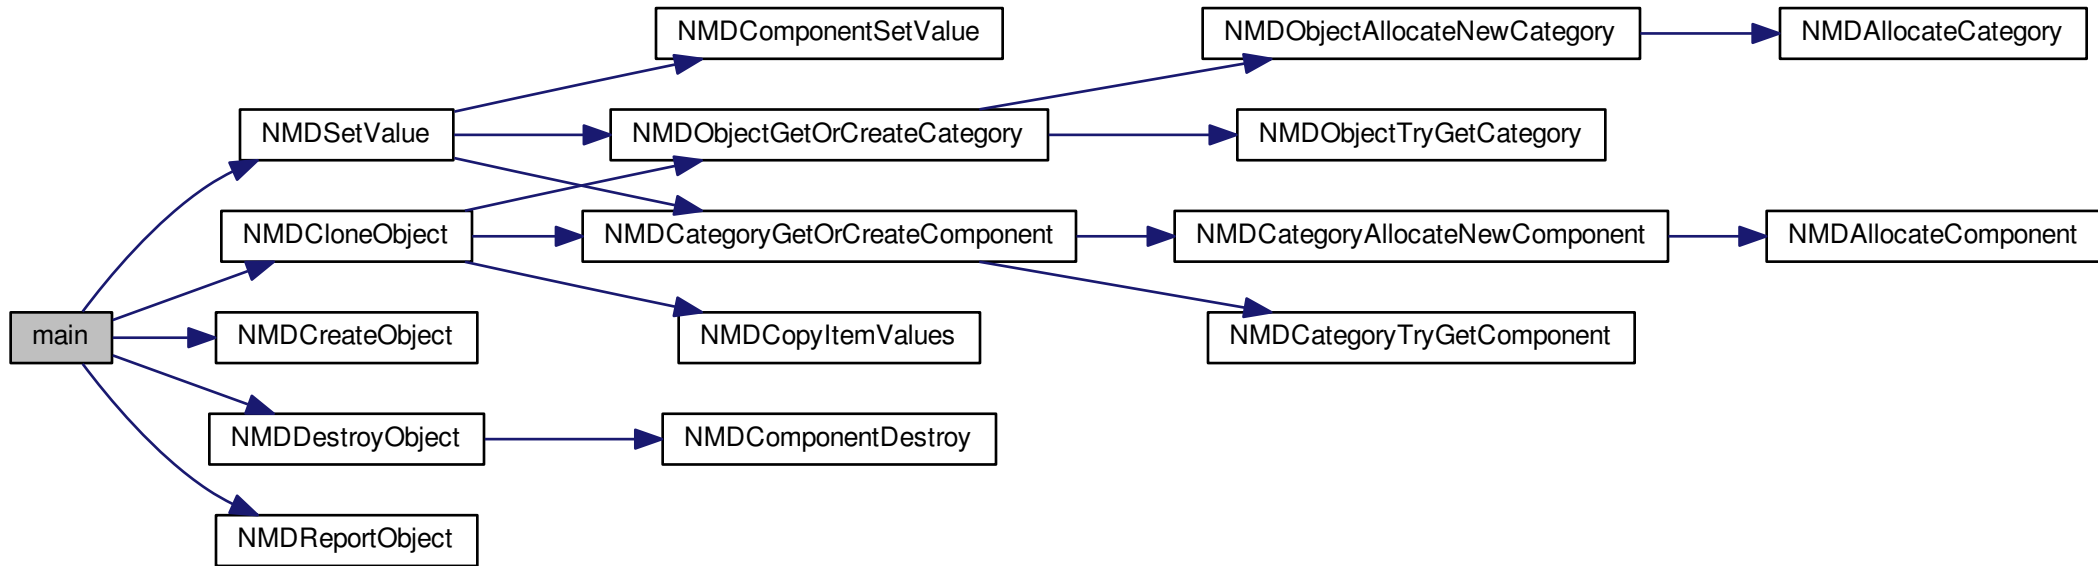 NMDComponentSetValue
NMDObjectAllocateNewCategory
NMDAllocateCategory
NMDSetValue
NMDObjectGetOrCreateCategory
NMDObjectTryGetCategory
NMDCloneObject
NMDCategoryGetOrCreateComponent
NMDCategoryAllocateNewComponent
NMDAllocateComponent
main
NMDCreateObject
NMDCopyItemValues
NMDCategoryTryGetComponent
NMDDestroyObject
NMDComponentDestroy
NMDReportObject